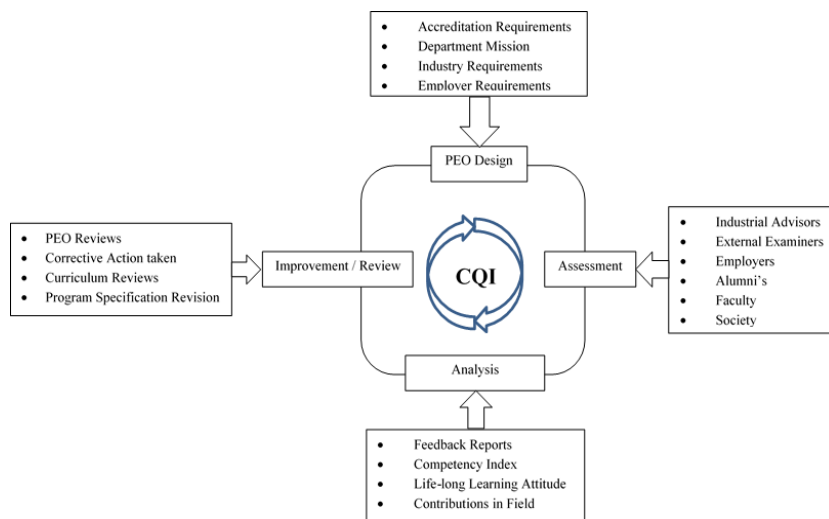 • Accreditation Requirements
• Department Mission
• Industry Requirements
• Employer Requirements
PEO Design
• PEO Reviews
• Corrective Action taken
• Curriculum Reviews
• Program Specification Revision
Improvement / Review
CQI
Assessment
• Industrial Advisors
• External Examiners
• Employers
• Alumni's
• Faculty
• Society
Analysis
• Feedback Reports
• Competency Index
• Life-long Learning Attitude
• Contributions in Field